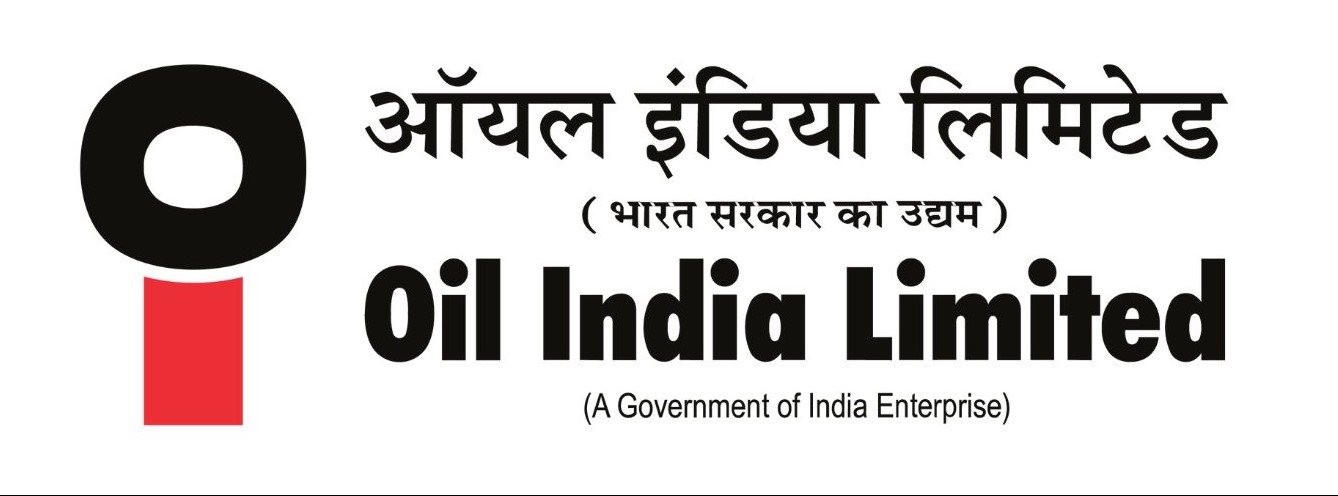 ऑयल इंडिया लिमिटेड
( भारत सरकार का उद्यम )
Oil India Limited
(A Government of India Enterprise)